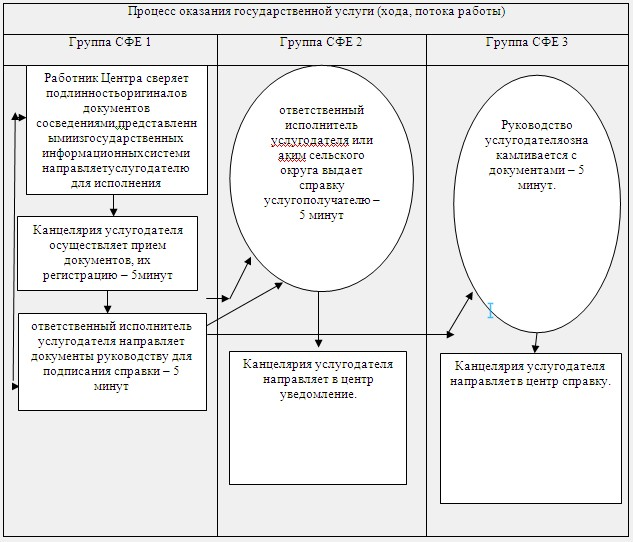 Процесс оказания государственной услуги (хода, потока работы)
Группа СФЕ 1
Группа СФЕ 2
Группа СФЕ 3
Работник Центра сверяет
подлинностьоригиналов
документов
сосведениями,представленн
ымиизгосударственных
информационныхсистеми
направляетуслугодателю
для исполнения
Канцелярия услугодателя
осуществляет прием
документов, их
регистрацию – 5минут
ответственный исполнитель
услугодателя направляет
документы руководству для
подписания справки – 5
минут
ответственный
исполнитель
услугодателя или
аким сельского
округа выдает
справку
услугополучателю –
5 минут
Канцелярия услугодателя
направляет в центр
уведомление.
Руководство
услугодателяозна
камливается с
документами – 5
минут.
Канцелярия услугодателя
направляетв центр справку.